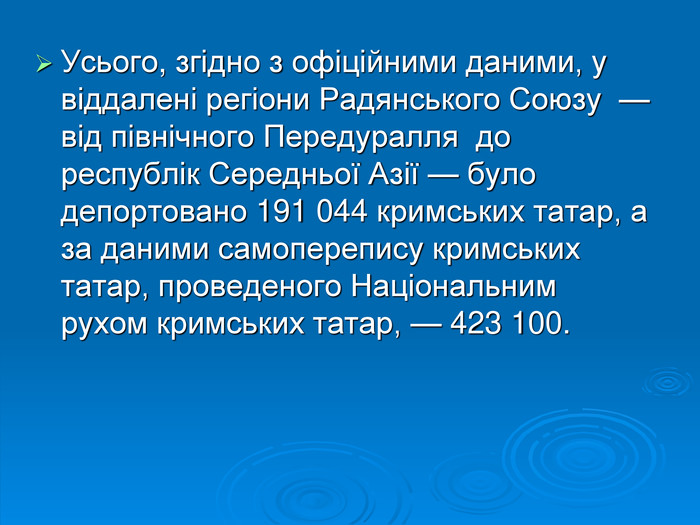 Усього, згідно з офіційними даними, у
віддалені регіони Радянського Союзу —
від північного Передуралля до
республік Середньої Азії — було
депортовано 191 044 кримських татар, а
за даними самоперепису кримських
татар, проведеного Національним
рухом кримських татар, — 423 100.